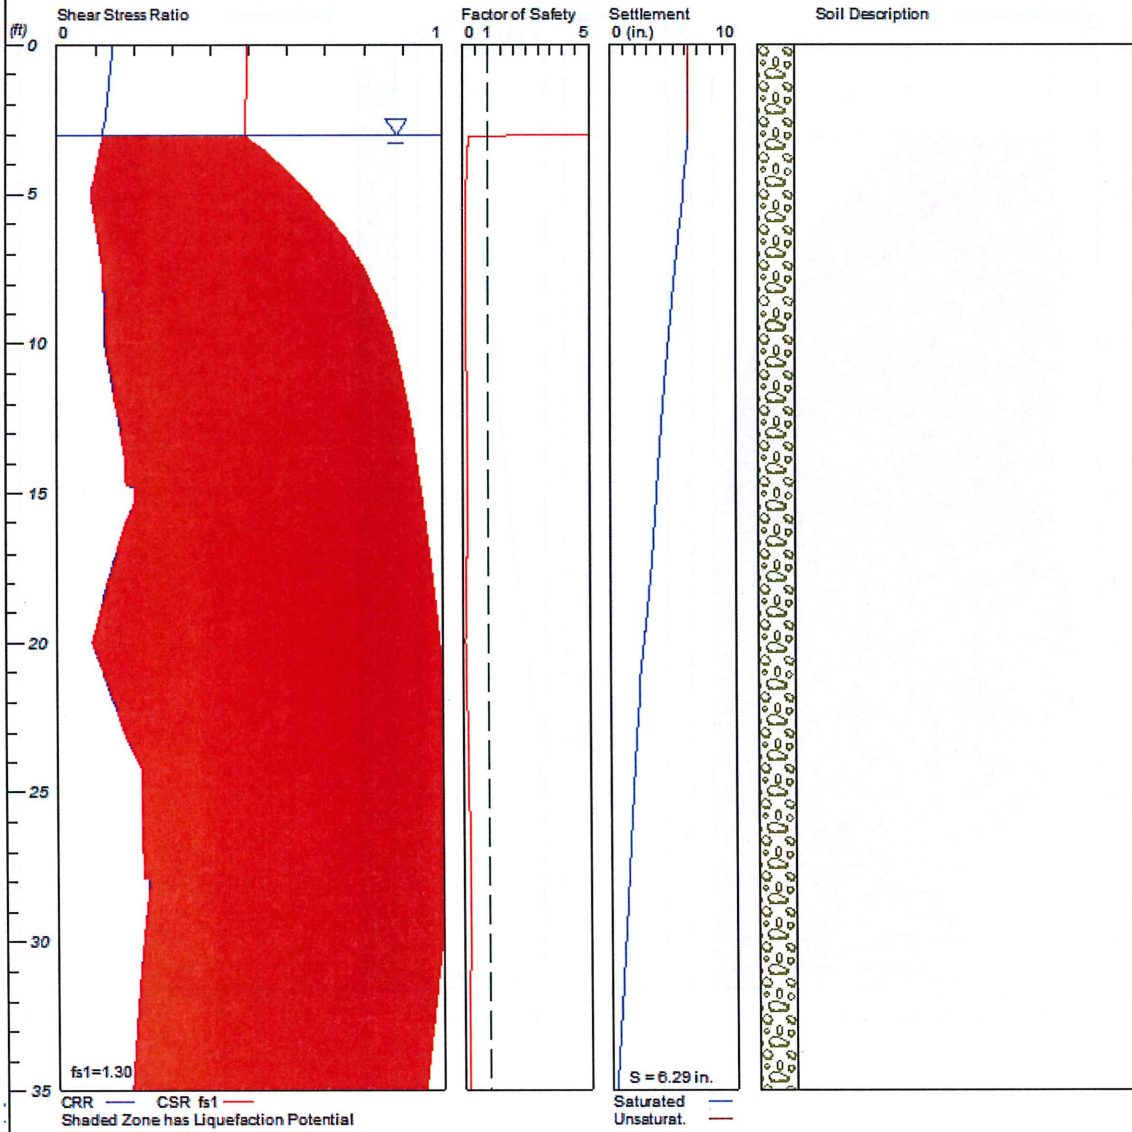 Shear Stress Ratio Factor of Safety Settlement Soil Description
(ft) 0 1 0 1 5 0 (in.) 10
0
5
10
15
20
25
30
fs1=1.30 S = 6.29 in.
35
CRR CSR fs1 Saturated
Shaded Zone has Liquefaction Potential Unsaturat.